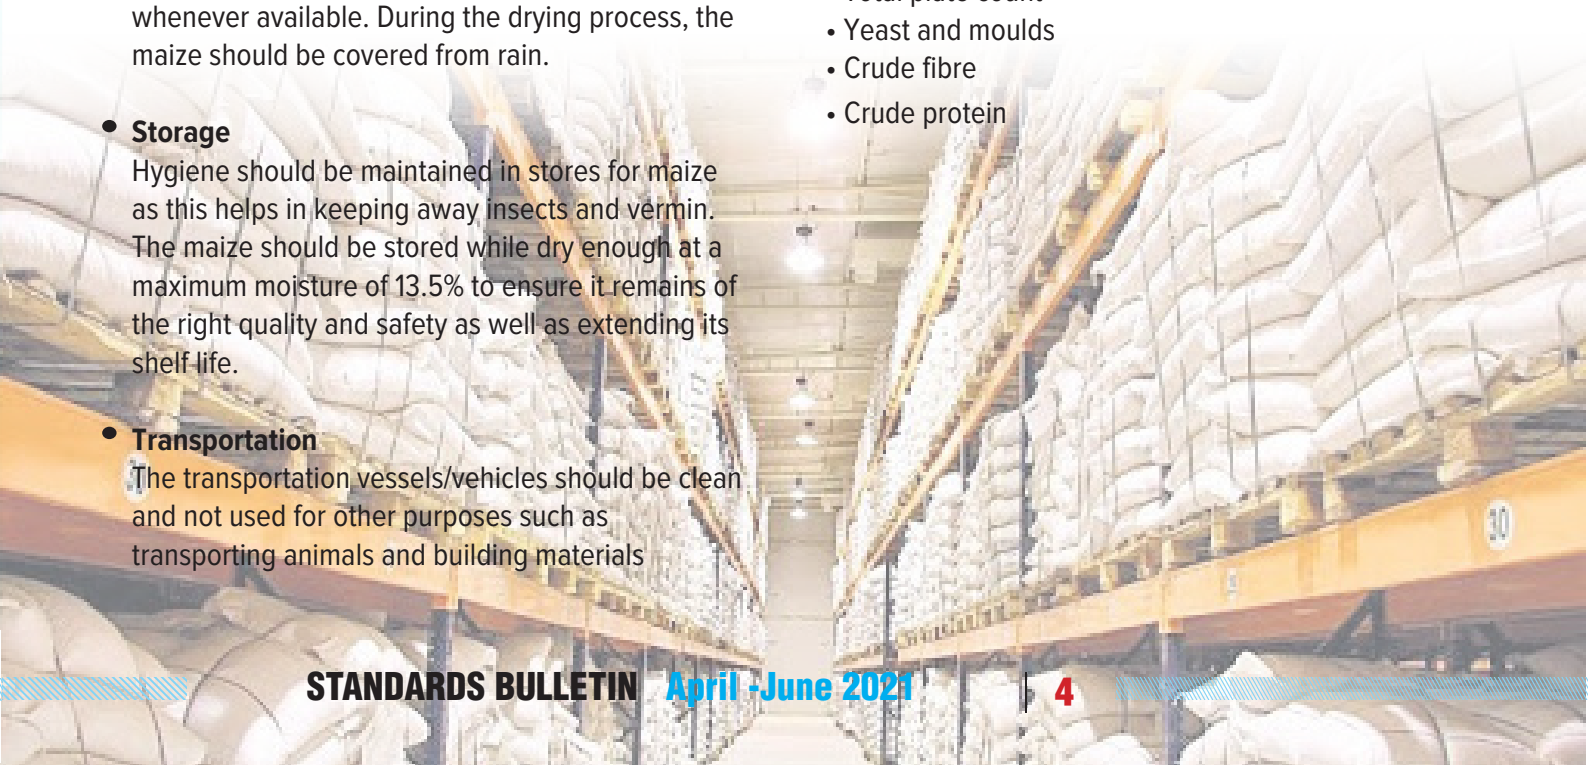 whenever available. During the drying process, the
maize should be covered from rain.
• Storage
Hygiene should be maintained in stores for maize
as this helps in keeping away insects and vermin.
The maize should be stored while dry enough at a
maximum moisture of 13.5% to ensure it remains of
the right quality and safety as well as extending its
shelf life.
• Transportation
The transportation vessels/vehicles should be clean
and not used for other purposes such as
transporting animals and building materials
Total plate count
• Yeast and moulds
• Crude fibre
• Crude protein
30
STANDARDS BULLETIN April -June 2021 | 4